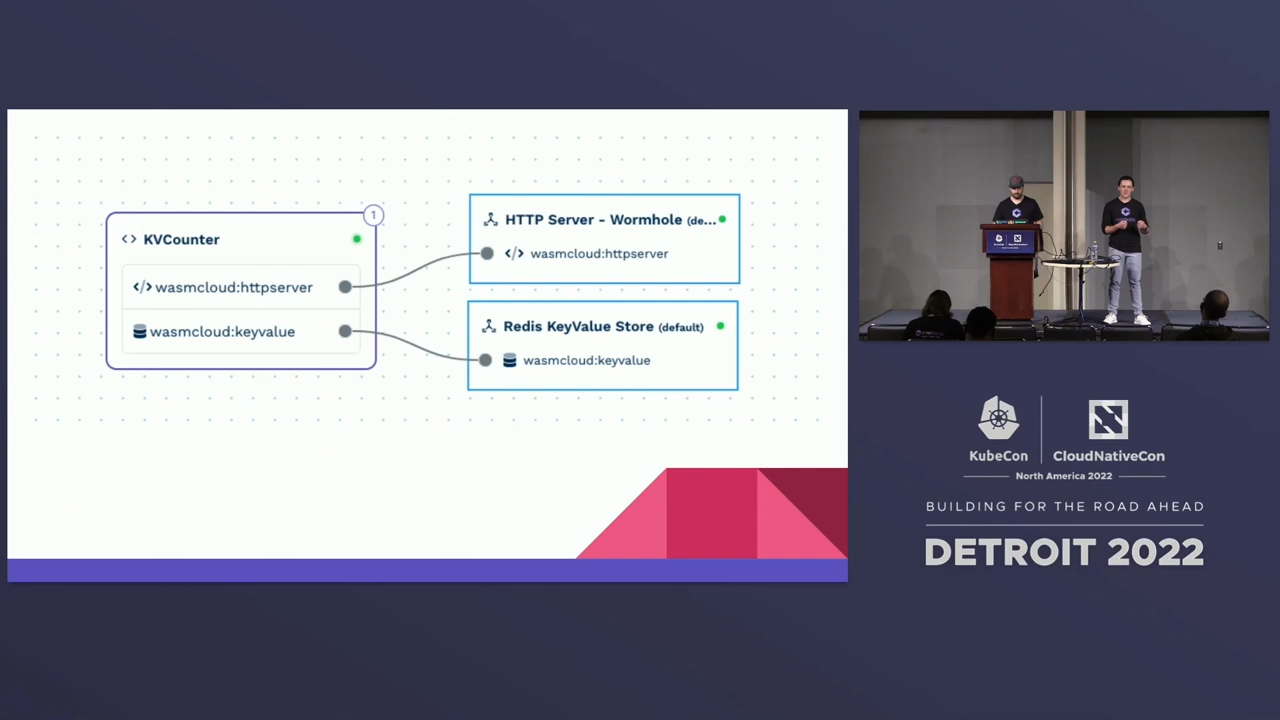 1
KVCounter
wasmcloud:httpserver
wasmcloud:keyvalue
HTTP Server - Wormhole (de...
wasmcloud:httpserver
Redis KeyValue Store (default)
wasmcloud:keyvalue
KubeCon
CloudNativeCon
North America 2022
BUILDING FOR THE ROAD AHEAD
DETROIT 2022